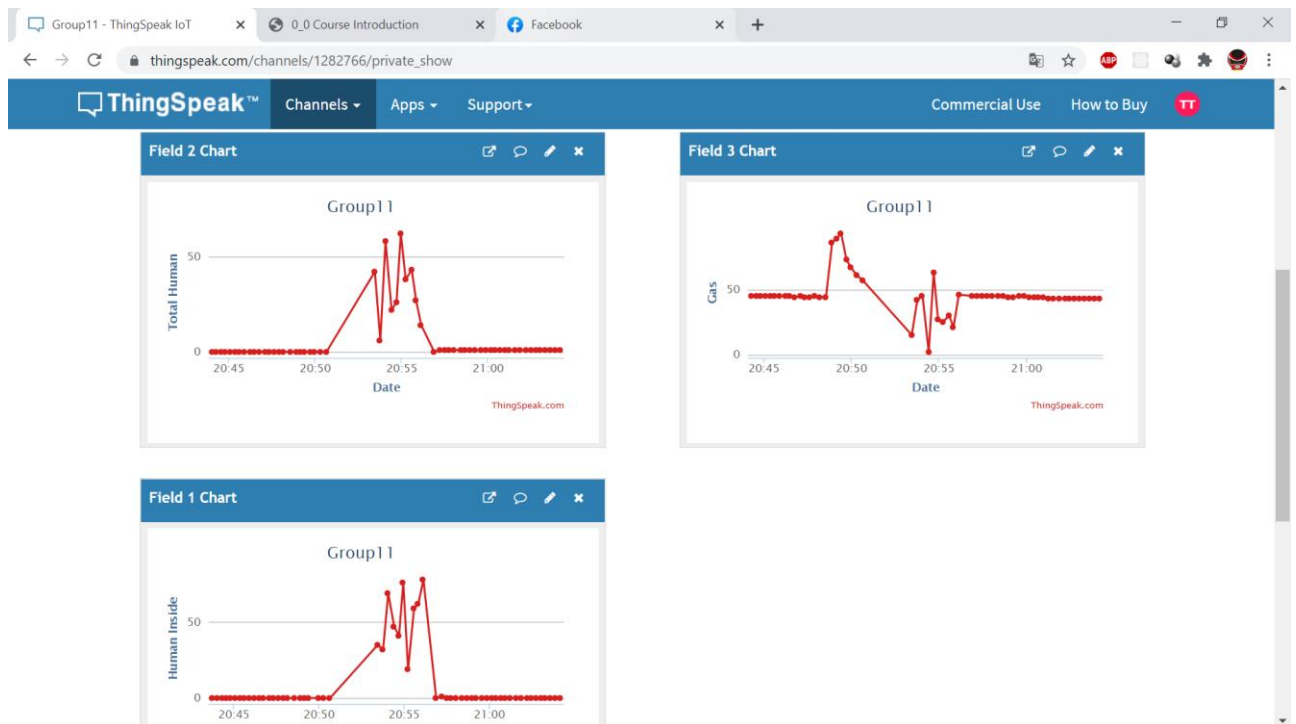 Group11 - ThingSpeak IoT
0_0 Course Introduction
Facebook
thingspeak.com/channels/1282766/private_show
ABP
ThingSpeak™ Channels Apps Support Commercial Use How to Buy TT
Field 2 Chart
Group11
Total Human
50
0
20:45 20:50 20:55 21:00
Date
ThingSpeak.com
Field 3 Chart
Group11
Gas
50
0
20:45 20:50 20:55 21:00
Date
ThingSpeak.com
Field 1 Chart
Group11
Human Inside
50
0
20:45 20:50 20:55 21:00